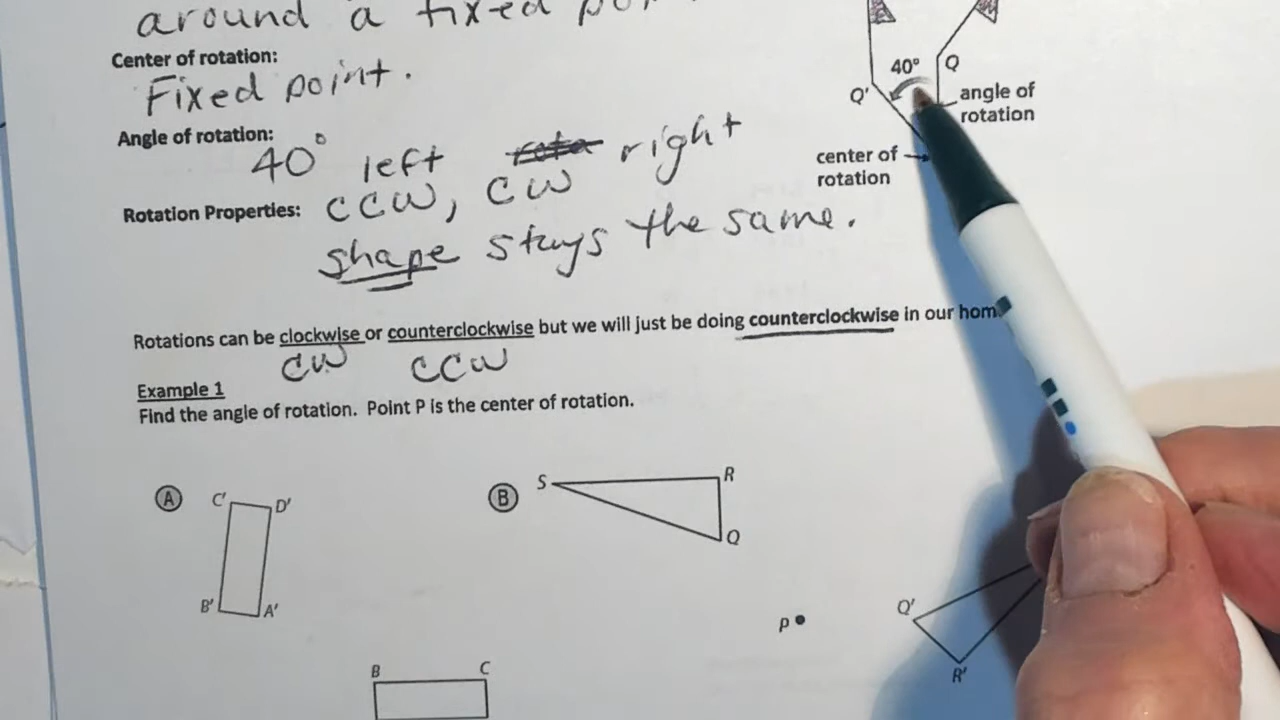 around a fixed
Center of rotation:
Fixed point.
Angle of rotation:
40° left right
Rotation Properties: CCW, CW
shape stays the same.
Rotations can be clockwise or counterclockwise but we will just be doing counterclockwise in our hom
CW CCW
Example 1
Find the angle of rotation. Point P is the center of rotation.
40°
Q
Q'
angle of
rotation
center of
rotation
A
C'
D'
B'
A'
B
C
B
S
R
Q
P
Q'
R'